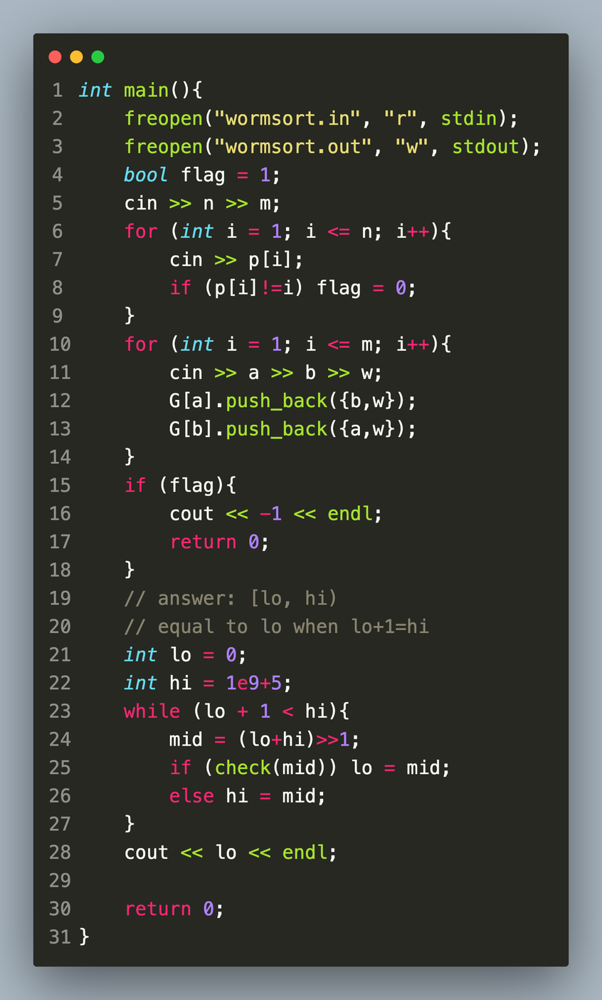 1 int main(){
2     freopen("wormsort.in", "r", stdin);
3     freopen("wormsort.out", "w", stdout);
4     bool flag = 1;
5     cin >> n >> m;
6     for (int i = 1; i <= n; i++){
7         cin >> p[i];
8         if (p[i]!=i) flag = 0;
9     }
10     for (int i = 1; i <= m; i++){
11         cin >> a >> b >> w;
12         G[a].push_back({b,w});
13         G[b].push_back({a,w});
14     }
15     if (flag){
16         cout << -1 << endl;
17         return 0;
18     }
19     // answer: [lo, hi)
20     // equal to lo when lo+1=hi
21     int lo = 0;
22     int hi = 1e9+5;
23     while (lo + 1 < hi){
24         mid = (lo+hi)>>1;
25         if (check(mid)) lo = mid;
26         else hi = mid;
27     }
28     cout << lo << endl;
29
30     return 0;
31 }